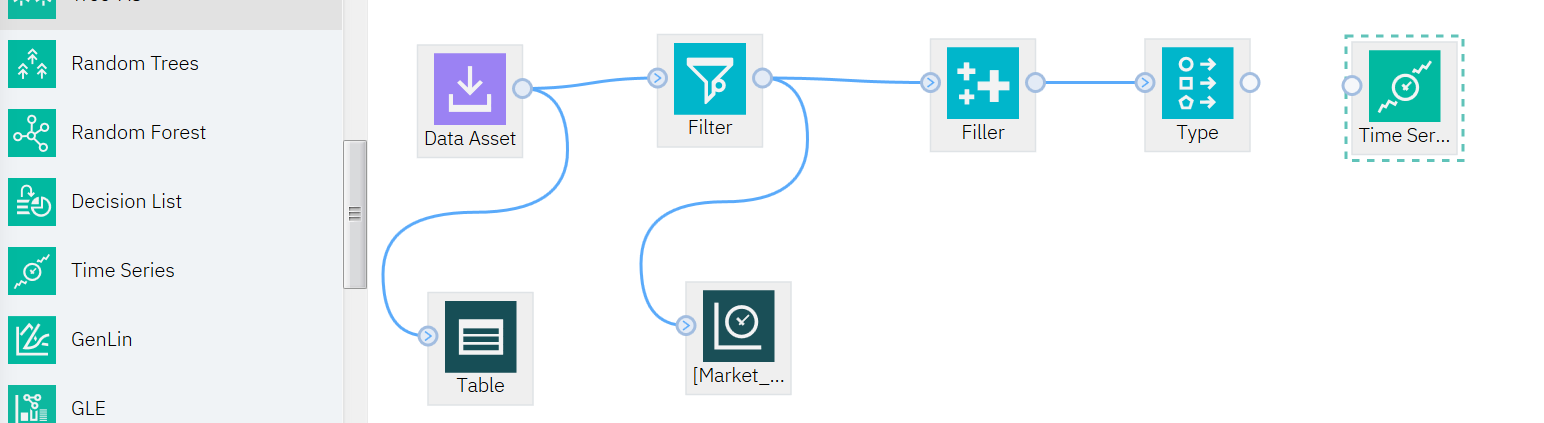 Random Trees
Random Forest
Decision List
Time Series
GenLin
GLE
Data Asset
Filter
Filler
Type
Time Ser...
Table
[Market_...